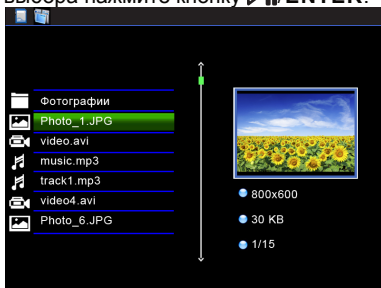 выбора нажмите кнопку ▷❚❚/ENTER.
Фотографии
Photo_1.JPG
video.avi
music.mp3
track1.mp3
video4.avi
Photo_6.JPG
800x600
30 KB
1/15